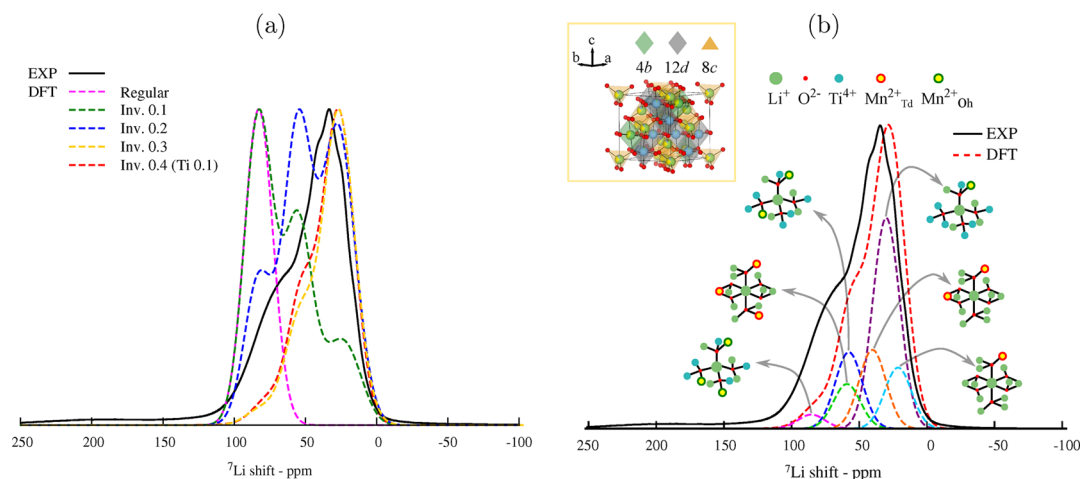 (a)
EXP
DFT
Regular
Inv. 0.1
Inv. 0.2
Inv. 0.3
Inv. 0.4 (Ti 0.1)
250 200 150 100 50 0 -50 -100
⁷Li shift - ppm
(b)
c
b a
4b 12d 8c
Li⁺ O²⁻ Ti⁴⁺ Mn²⁺Td Mn²⁺Oh
EXP
DFT
250 200 150 100 50 0 -50 -100
⁷Li shift - ppm